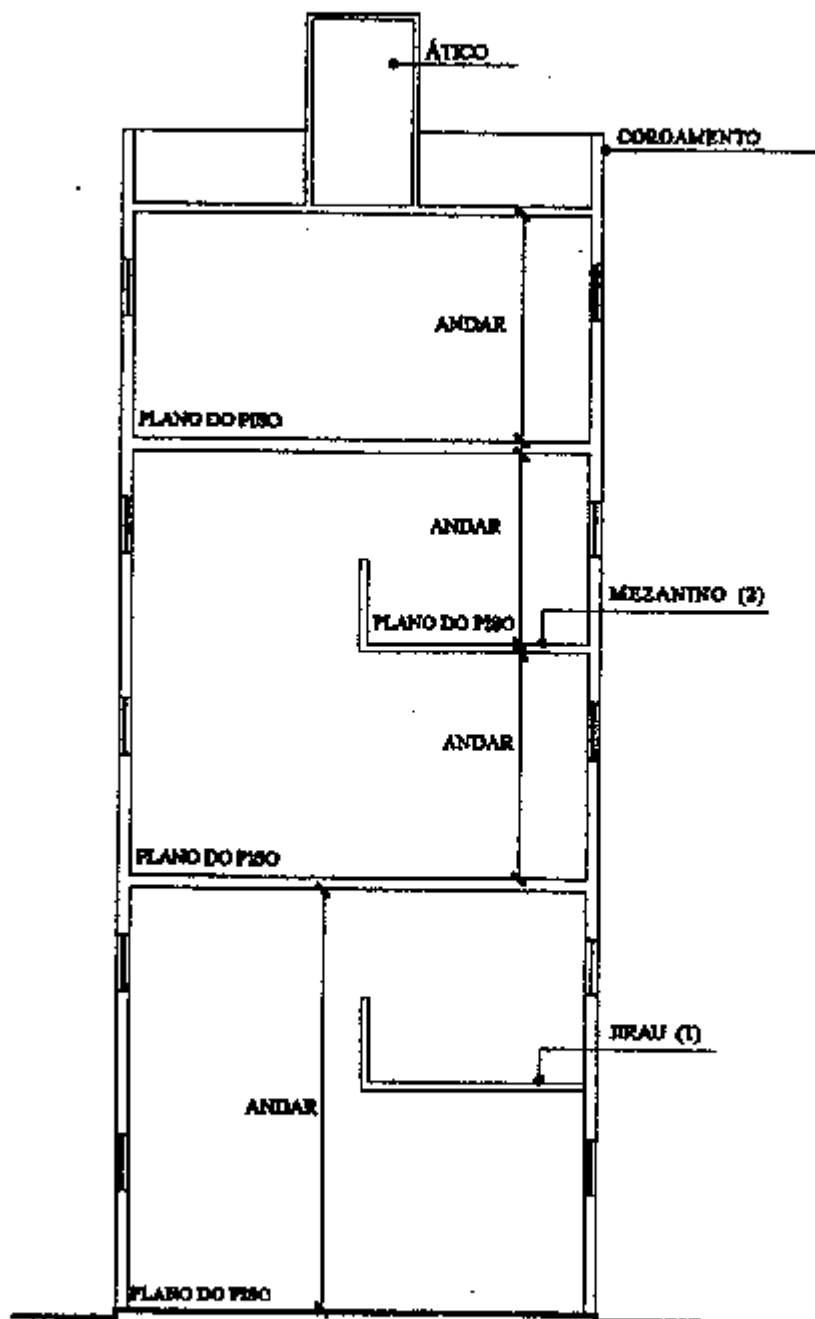 ÁTICO
COROAMENTO
ANDAR
PLANO DO PISO
ANDAR
MEZANINO (2)
PLANO DO PISO
ANDAR
PLANO DO PISO
JIRAU (1)
ANDAR
PLANO DO PISO